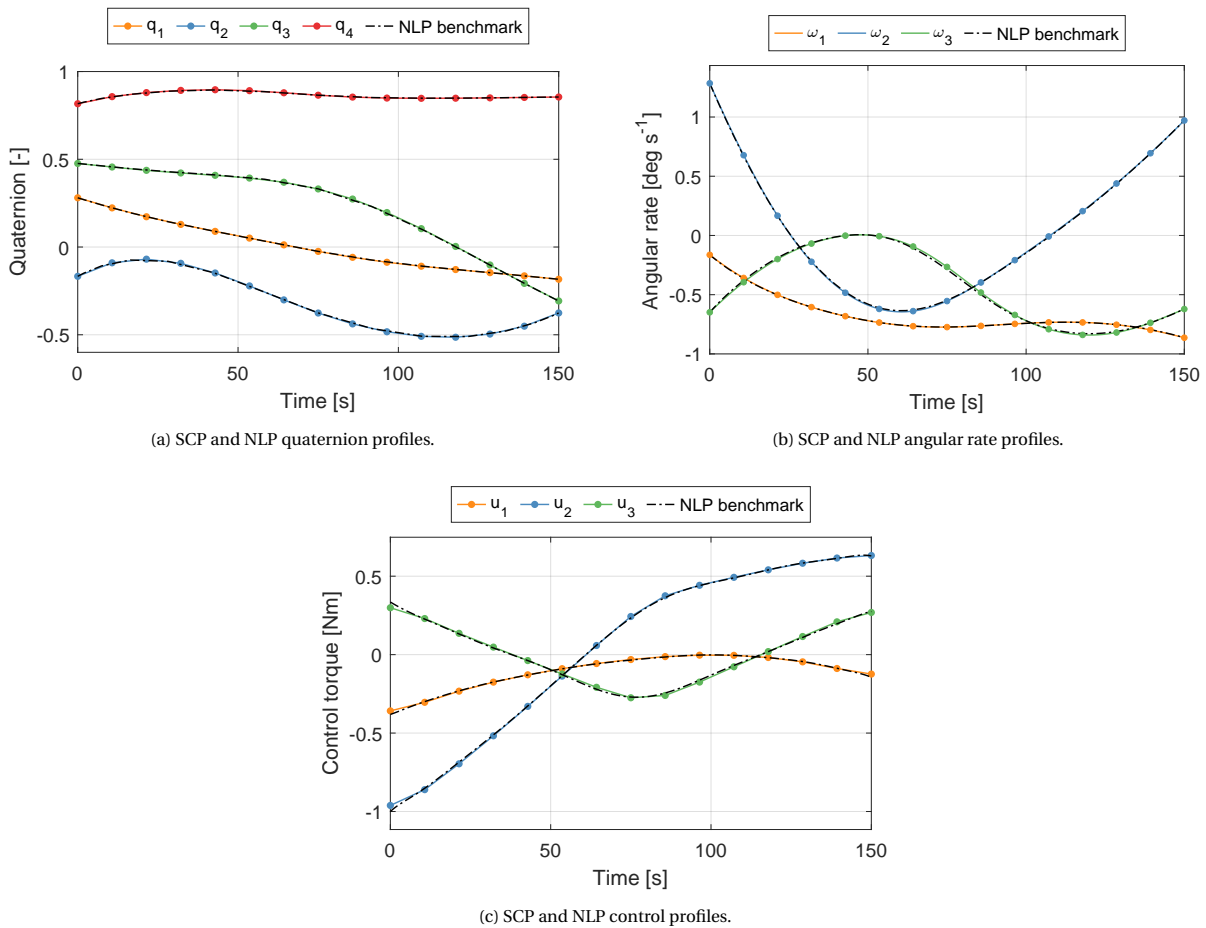 q1 q2 q3 q4 NLP benchmark
1
0.5
0
-0.5
Quaternion [-]
0 50 100 150
Time [s]
(a) SCP and NLP quaternion profiles.
ω1 ω2 ω3 NLP benchmark
1
0.5
0
-0.5
-1
Angular rate [deg s-1]
0 50 100 150
Time [s]
(b) SCP and NLP angular rate profiles.
u1 u2 u3 NLP benchmark
0.5
0
-0.5
-1
Control torque [Nm]
0 50 100 150
Time [s]
(c) SCP and NLP control profiles.